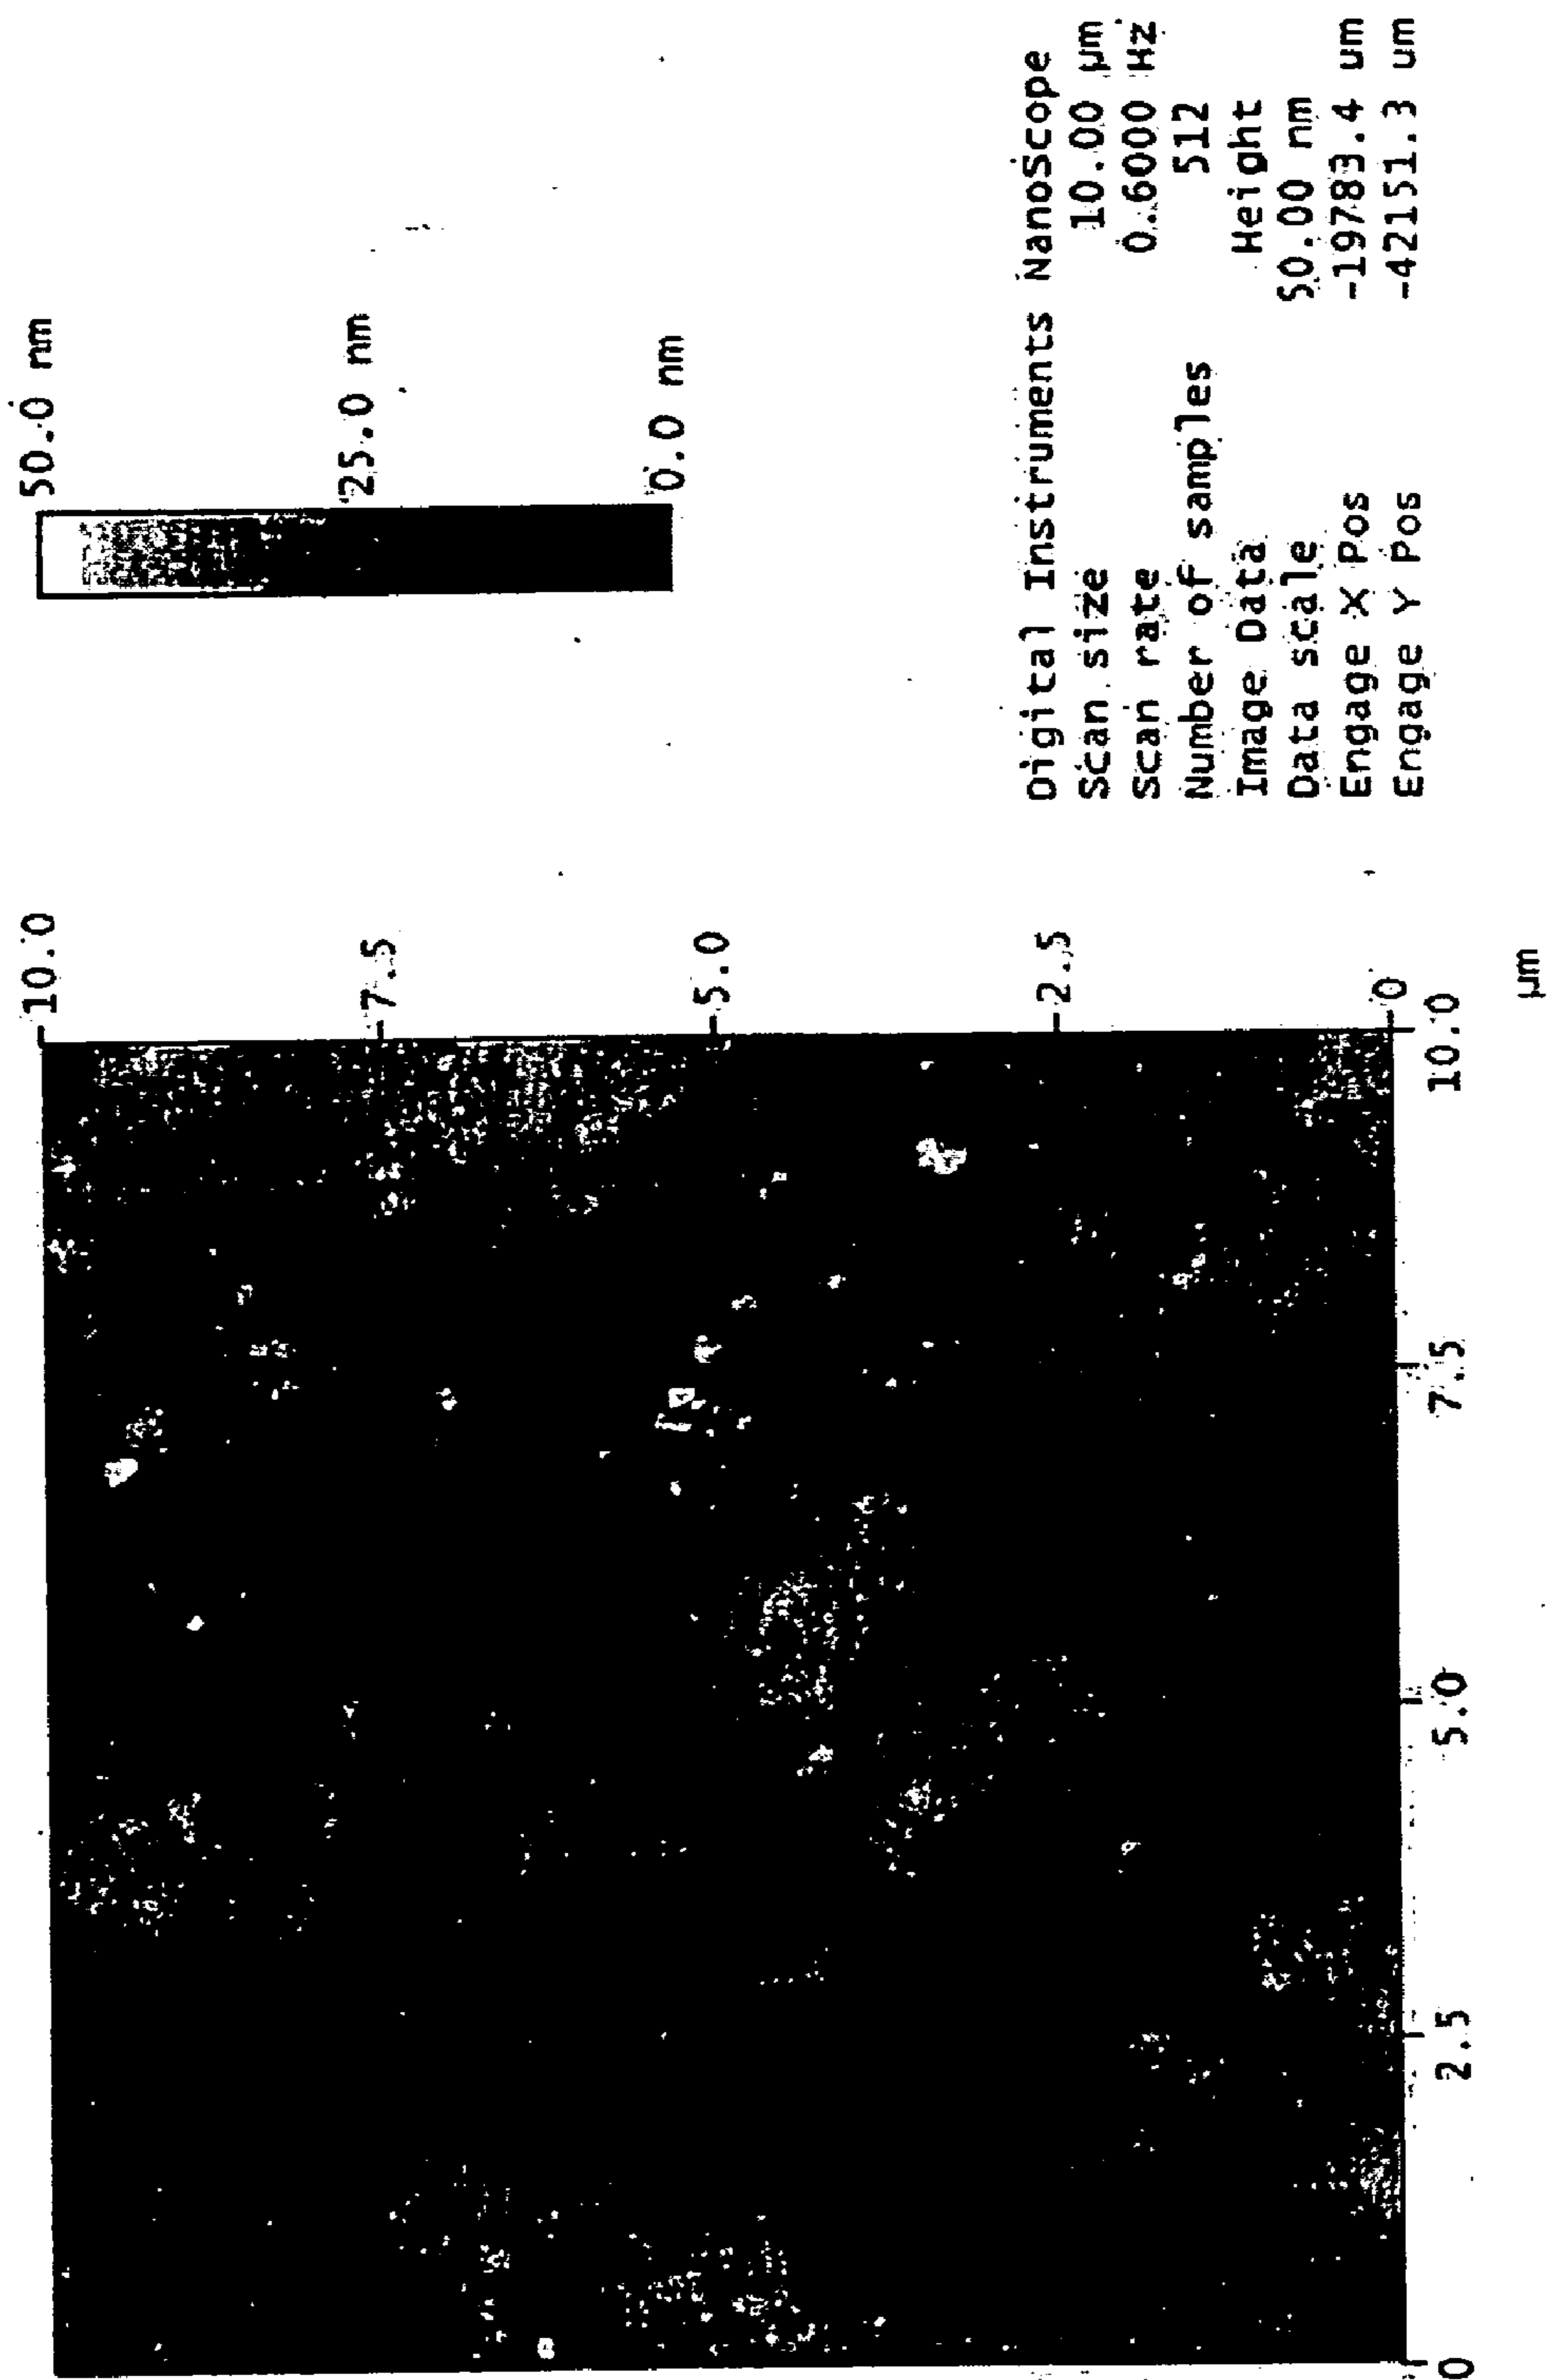 50.0 nm
25.0 nm
0.0 nm
Digital Instruments NanoScope
Scan size 10.00 µm
Scan rate 0.6000 Hz
Number of samples 512
Image Data Height
Data scale 50.00 nm
Engage X Pos -19783.4 um
Engage Y Pos -42151.3 um
10.0
7.5
5.0
2.5
0
0
2.5
5.0
7.5
10.0
µm